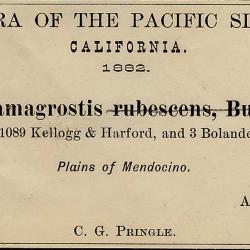 RA OF THE PACIFIC SL
CALIFORNIA.
1882.
amagrostis rubescens, Bu
1089 Kellogg & Harford, and 3 Bolande
Plains of Mendocino.
A
C. G. PRINGLE.